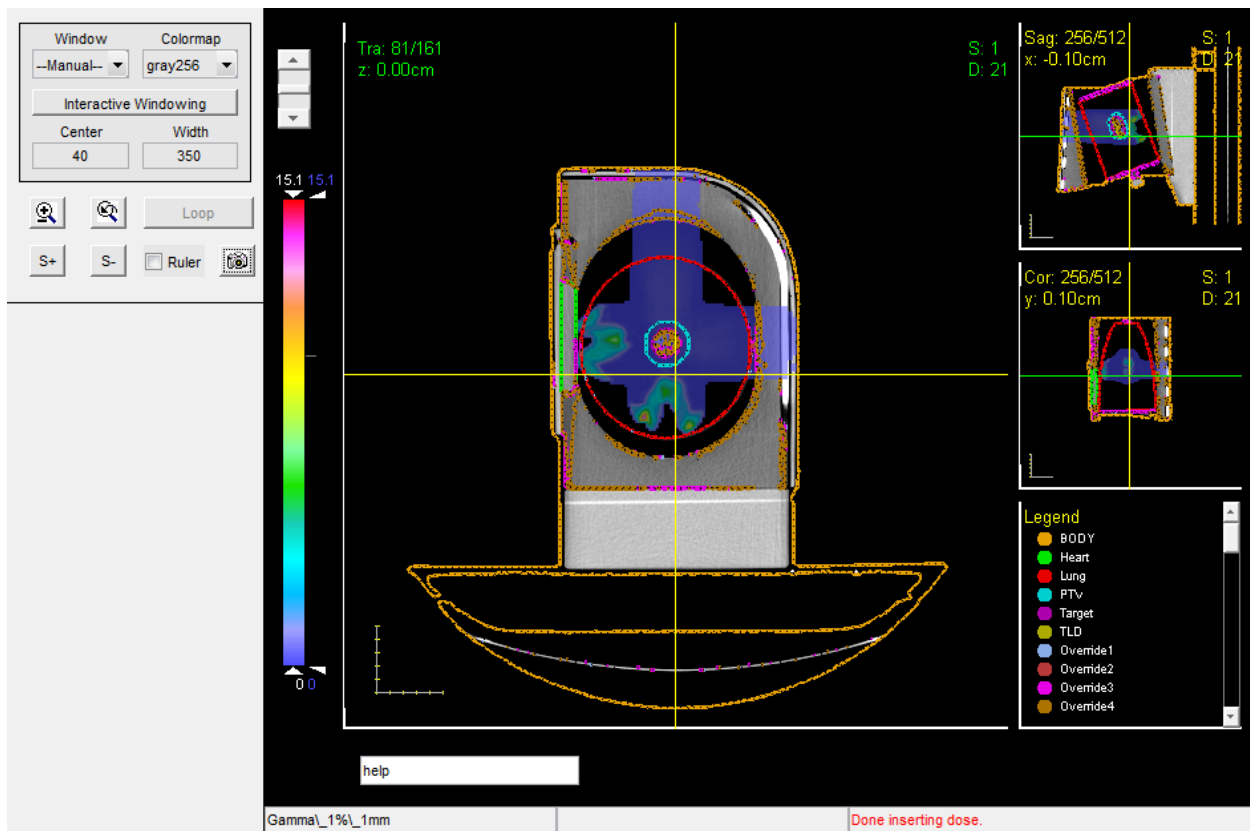 Window Colormap
--Manual-- gray256
Interactive Windowing
Center Width
40 350
Loop
S+ S- Ruler
Tra: 81/161
z: 0.00cm
S: 1
D: 21
15.1 15.1
0 0
Sag: 256/512
x: -0.10cm
S: 1
D: 21
Cor: 256/512
y: 0.10cm
S: 1
D: 21
Legend
BODY
Heart
Lung
PTv
Target
TLD
Override1
Override2
Override3
Override4
help
Gamma\_1%\_1mm
Done inserting dose.